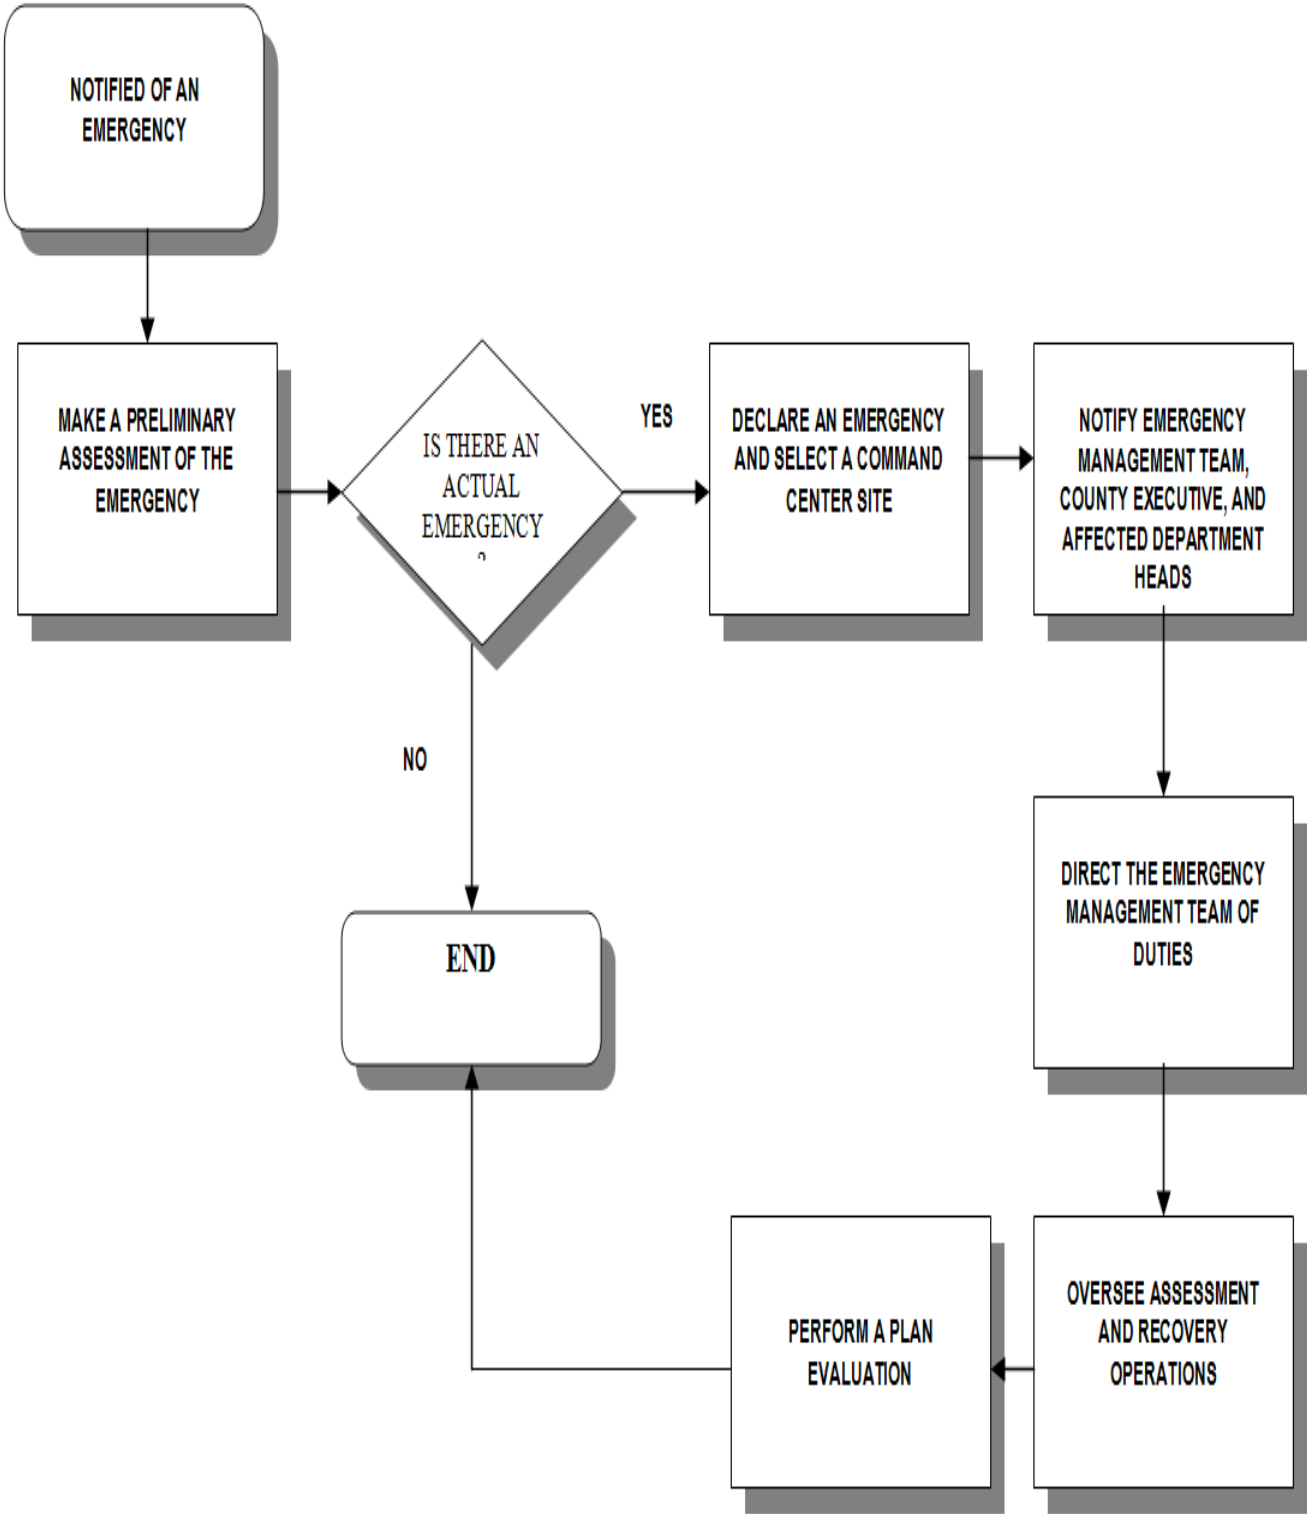 NOTIFIED OF AN
EMERGENCY
MAKE A PRELIMINARY
ASSESSMENT OF THE
EMERGENCY
IS THERE AN
ACTUAL
EMERGENCY
?
YES
DECLARE AN EMERGENCY
AND SELECT A COMMAND
CENTER SITE
NOTIFY EMERGENCY
MANAGEMENT TEAM,
COUNTY EXECUTIVE, AND
AFFECTED DEPARTMENT
HEADS
NO
DIRECT THE EMERGENCY
MANAGEMENT TEAM OF
DUTIES
END
OVERSEE ASSESSMENT
AND RECOVERY
OPERATIONS
PERFORM A PLAN
EVALUATION